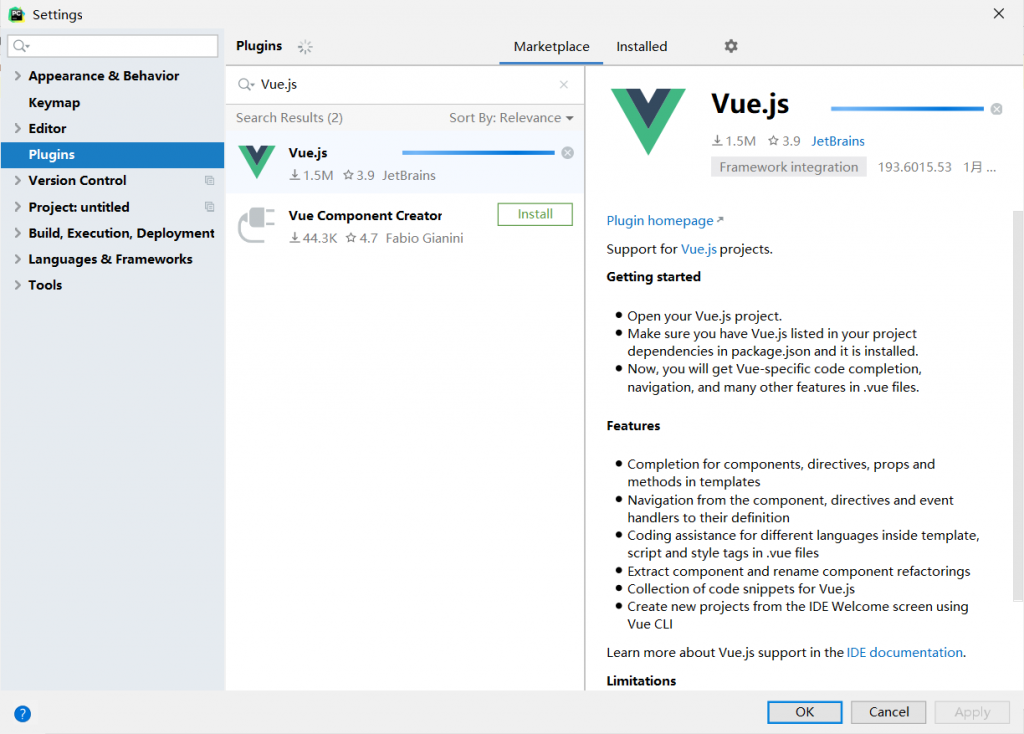 PC
Settings
Appearance & Behavior
Keymap
Editor
Plugins
Version Control
Project: untitled
Build, Execution, Deployment
Languages & Frameworks
Tools
Plugins
Marketplace
Installed
Vue.js
Search Results (2)
Sort By: Relevance
Vue.js
1.5M 3.9 JetBrains
Vue Component Creator
Install
44.3K 4.7 Fabio Gianini
Vue.js
1.5M 3.9 JetBrains
Framework integration 193.6015.53 1月 ...
Plugin homepage
Support for Vue.js projects.
Getting started
Open your Vue.js project.
Make sure you have Vue.js listed in your project
dependencies in package.json and it is installed.
Now, you will get Vue-specific code completion,
navigation, and many other features in .vue files.
Features
Completion for components, directives, props and
methods in templates
Navigation from the component, directives and event
handlers to their definition
Coding assistance for different languages inside template,
script and style tags in .vue files
Extract component and rename component refactorings
Collection of code snippets for Vue.js
Create new projects from the IDE Welcome screen using
Vue CLI
Learn more about Vue.js support in the IDE documentation.
Limitations
?
OK
Cancel
Apply